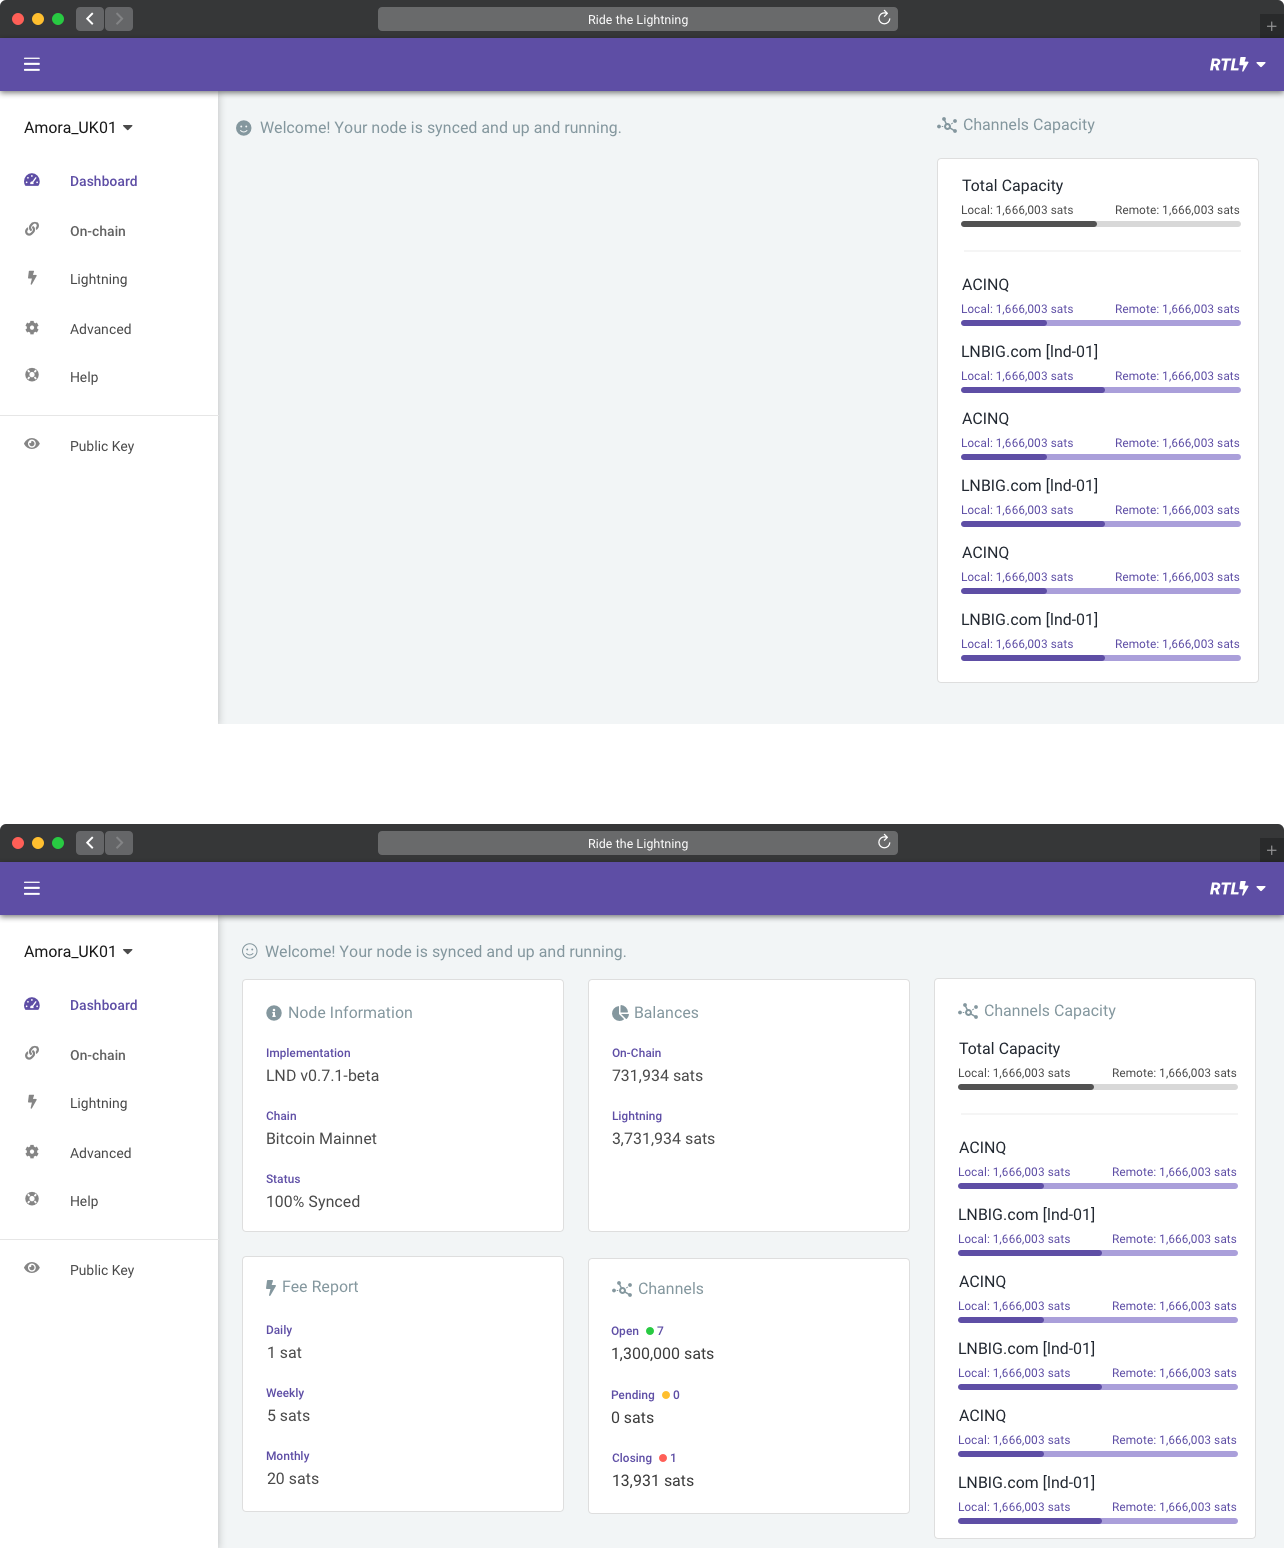 Ride the Lightning
RTL
Amora_UK01
Dashboard
On-chain
Lightning
Advanced
Help
Public Key
Welcome! Your node is synced and up and running.
Channels Capacity
Total Capacity
Local: 1,666,003 sats Remote: 1,666,003 sats
ACINQ
Local: 1,666,003 sats Remote: 1,666,003 sats
LNBIG.com [lnd-01]
Local: 1,666,003 sats Remote: 1,666,003 sats
ACINQ
Local: 1,666,003 sats Remote: 1,666,003 sats
LNBIG.com [lnd-01]
Local: 1,666,003 sats Remote: 1,666,003 sats
ACINQ
Local: 1,666,003 sats Remote: 1,666,003 sats
LNBIG.com [lnd-01]
Local: 1,666,003 sats Remote: 1,666,003 sats
Ride the Lightning
RTL
Amora_UK01
Dashboard
On-chain
Lightning
Advanced
Help
Public Key
Welcome! Your node is synced and up and running.
Node Information
Implementation
LND v0.7.1-beta
Chain
Bitcoin Mainnet
Status
100% Synced
Balances
On-Chain
731,934 sats
Lightning
3,731,934 sats
Fee Report
Daily
1 sat
Weekly
5 sats
Monthly
20 sats
Channels
Open 7
1,300,000 sats
Pending 0
0 sats
Closing 1
13,931 sats
Channels Capacity
Total Capacity
Local: 1,666,003 sats Remote: 1,666,003 sats
ACINQ
Local: 1,666,003 sats Remote: 1,666,003 sats
LNBIG.com [lnd-01]
Local: 1,666,003 sats Remote: 1,666,003 sats
ACINQ
Local: 1,666,003 sats Remote: 1,666,003 sats
LNBIG.com [lnd-01]
Local: 1,666,003 sats Remote: 1,666,003 sats
ACINQ
Local: 1,666,003 sats Remote: 1,666,003 sats
LNBIG.com [lnd-01]
Local: 1,666,003 sats Remote: 1,666,003 sats